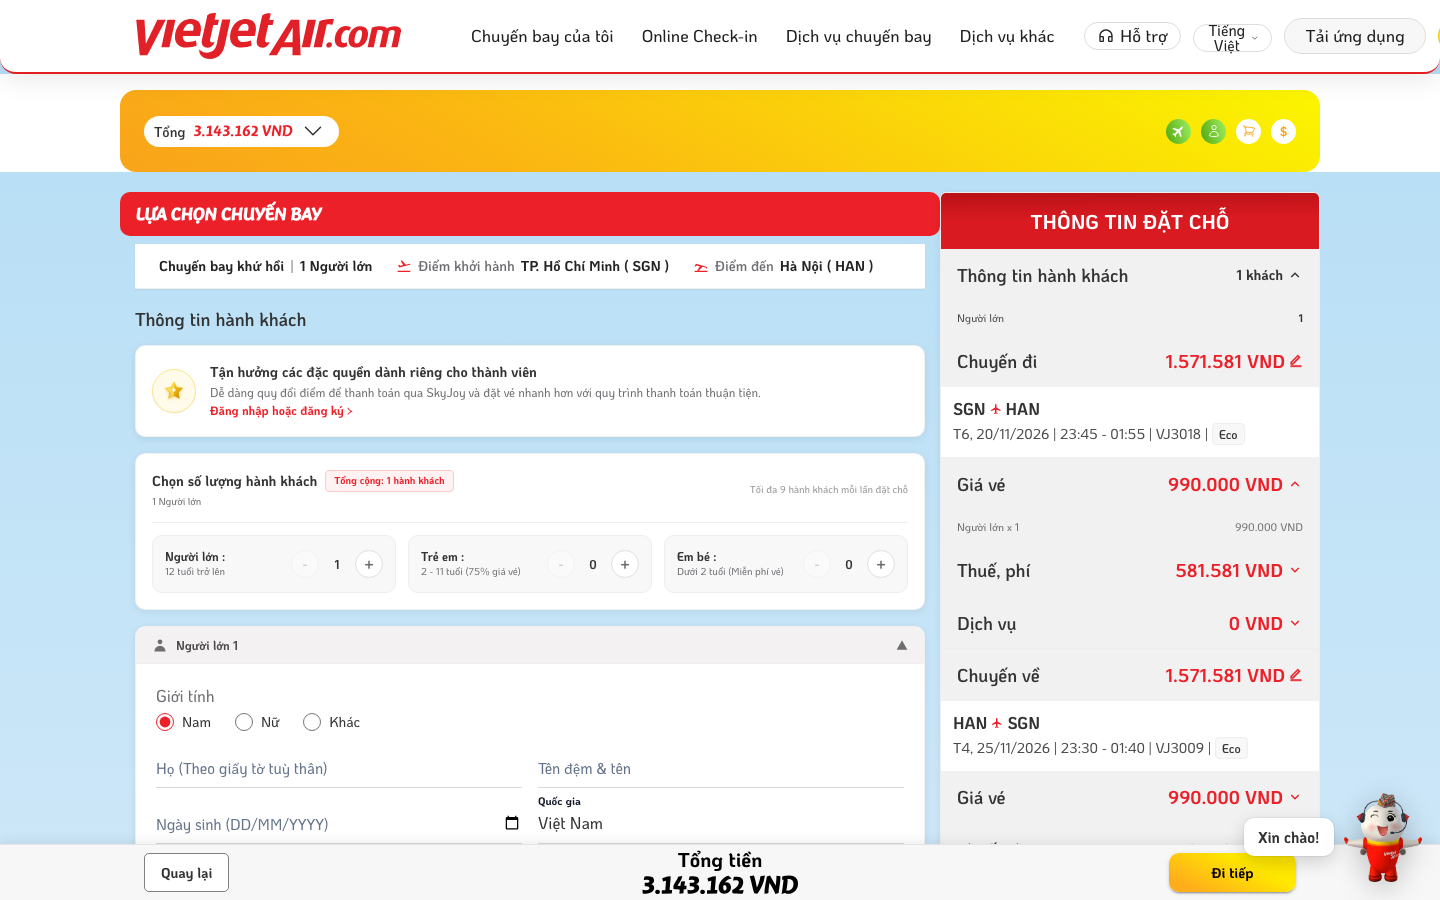 vietjetAir.com
Chuyến bay của tôi
Online Check-in
Dịch vụ chuyến bay
Dịch vụ khác
Hỗ trợ
Tiếng
Việt
Tải ứng dụng
Tổng 3.143.162 VND
$
LỰA CHỌN CHUYẾN BAY
Chuyến bay khứ hồi | 1 Người lớn
Điểm khởi hành TP. Hồ Chí Minh ( SGN )
Điểm đến Hà Nội ( HAN )
Thông tin hành khách
Tận hưởng các đặc quyền dành riêng cho thành viên
Dễ dàng quy đổi điểm để thanh toán qua SkyJoy và đặt vé nhanh hơn với quy trình thanh toán thuận tiện.
Đăng nhập hoặc đăng ký >
Chọn số lượng hành khách
Tổng cộng: 1 hành khách
1 Người lớn
Tối đa 9 hành khách mỗi lần đặt chỗ
Người lớn :
12 tuổi trở lên
- 1 +
Trẻ em :
2 - 11 tuổi (75% giá vé)
- 0 +
Em bé :
Dưới 2 tuổi (Miễn phí vé)
- 0 +
Người lớn 1
Giới tính
Nam
Nữ
Khác
Họ (Theo giấy tờ tuỳ thân)
Tên đệm & tên
Ngày sinh (DD/MM/YYYY)
Quốc gia
Việt Nam
THÔNG TIN ĐẶT CHỖ
Thông tin hành khách
1 khách
Người lớn
1
Chuyến đi
1.571.581 VND
SGN HAN
T6, 20/11/2026 | 23:45 - 01:55 | VJ3018 | Eco
Giá vé
990.000 VND
Người lớn x 1
990.000 VND
Thuế, phí
581.581 VND
Dịch vụ
0 VND
Chuyến về
1.571.581 VND
HAN SGN
T4, 25/11/2026 | 23:30 - 01:40 | VJ3009 | Eco
Giá vé
990.000 VND
Xin chào!
Quay lại
Tổng tiền
3.143.162 VND
Đi tiếp